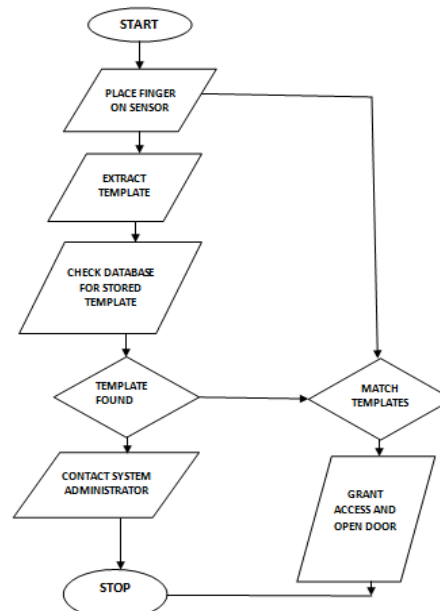 START
PLACE FINGER
ON SENSOR
EXTRACT
TEMPLATE
CHECK DATABASE
FOR STORED
TEMPLATE
TEMPLATE
FOUND
MATCH
TEMPLATES
CONTACT SYSTEM
ADMINISTRATOR
GRANT
ACCESS AND
OPEN DOOR
STOP